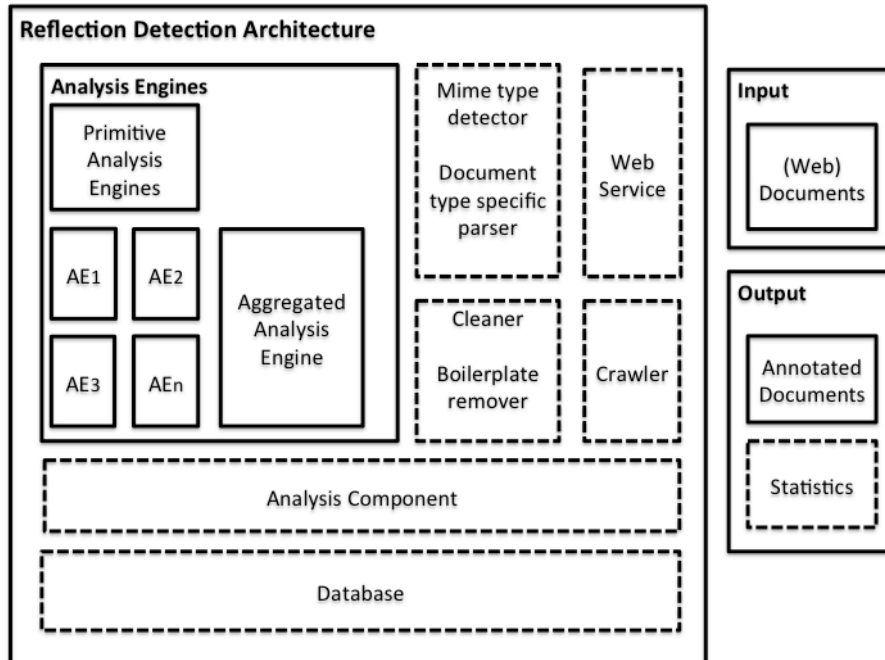 Reflection Detection Architecture
Analysis Engines
Primitive
Analysis
Engines
AE1
AE2
AE3
AEn
Aggregated
Analysis
Engine
Mime type
detector
Document
type specific
parser
Web
Service
Cleaner
Boilerplate
remover
Crawler
Analysis Component
Database
Input
(Web)
Documents
Output
Annotated
Documents
Statistics